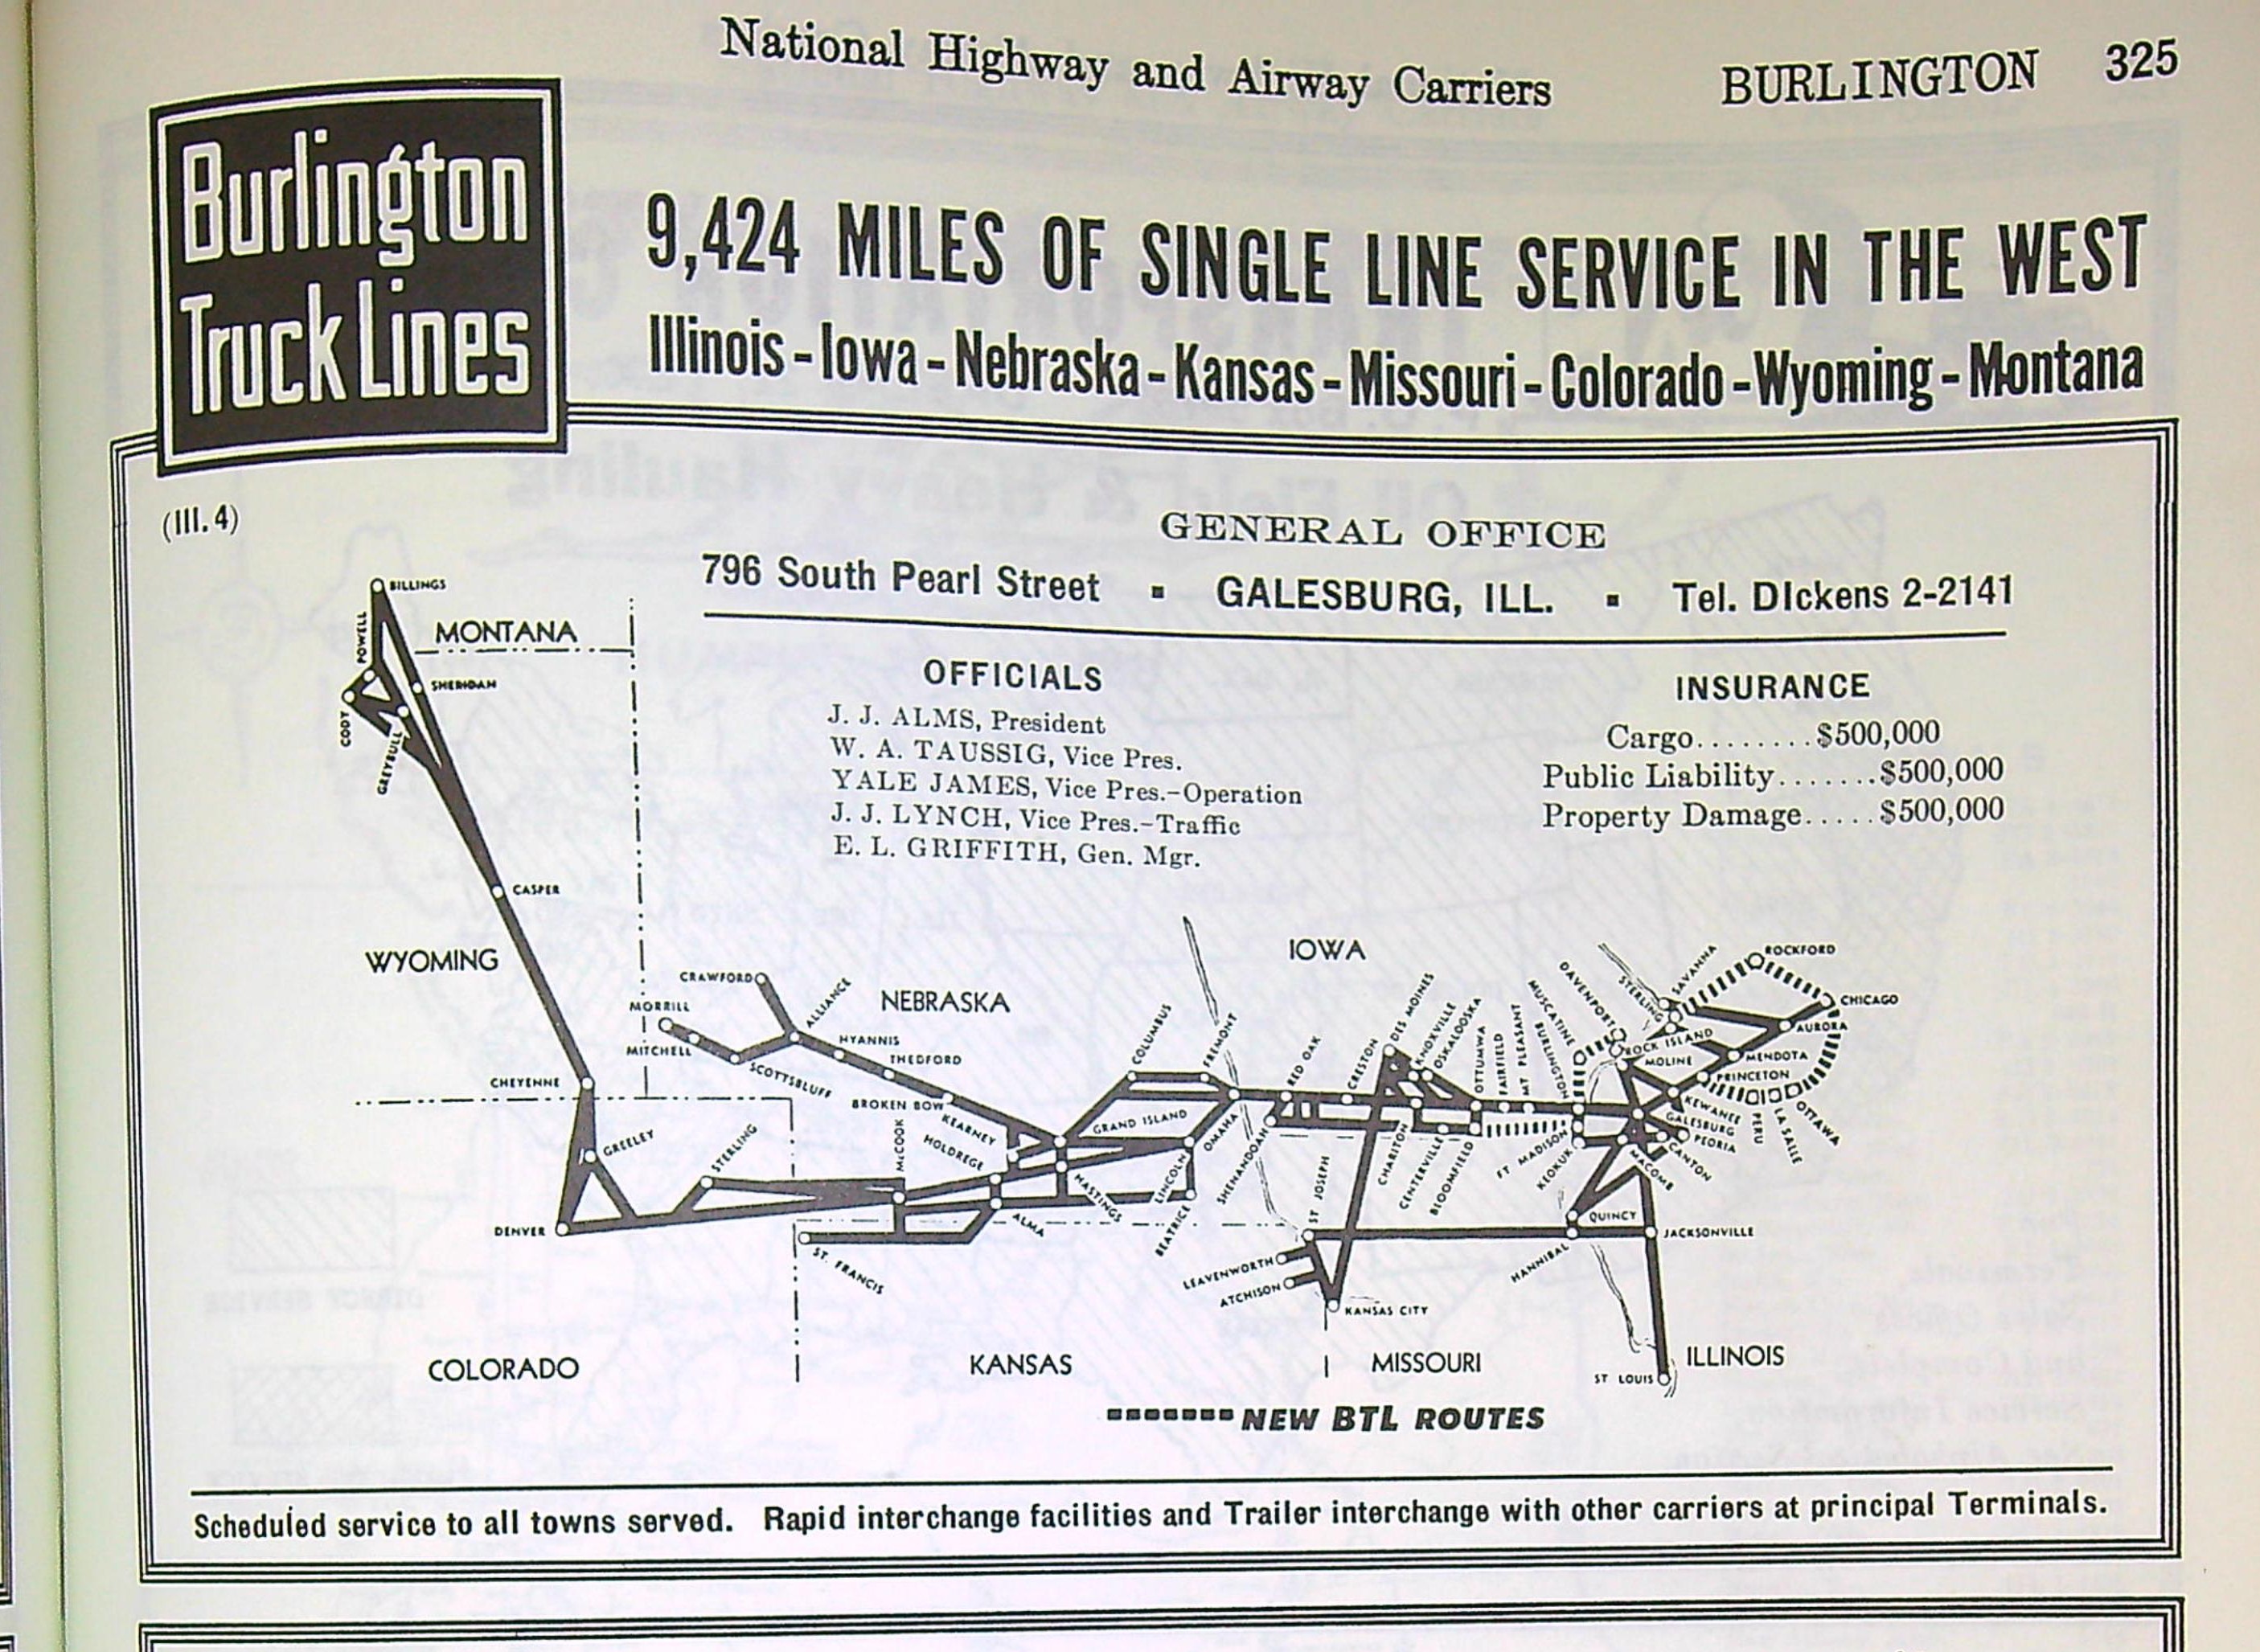 National Highway and Airway Carriers BURLINGTON 325
Burlington
Truck Lines
9,424 MILES OF SINGLE LINE SERVICE IN THE WEST
Illinois - Iowa - Nebraska - Kansas - Missouri - Colorado - Wyoming - Montana
(III.4)
GENERAL OFFICE
796 South Pearl Street ▪ GALESBURG, ILL. ▪ Tel. DIckens 2-2141
OFFICIALS
J. J. ALMS, President
W. A. TAUSSIG, Vice Pres.
YALE JAMES, Vice Pres.-Operation
J. J. LYNCH, Vice Pres.-Traffic
E. L. GRIFFITH, Gen. Mgr.
INSURANCE
Cargo........$500,000
Public Liability.......$500,000
Property Damage.....$500,000
BILLINGS
MONTANA
POWELL
SHERIDAN
CODY
GREYBULL
CASPER
WYOMING
CHEYENNE
GREELEY
STERLING
DENVER
COLORADO
CRAWFORD
ALLIANCE
NEBRASKA
MORRILL
MITCHELL
SCOTTSBLUFF
HYANNIS
THEDFORD
BROKEN BOW
KEARNEY
HOLDREGE
McCOOK
GRAND ISLAND
COLUMBUS
FREMONT
OMAHA
LINCOLN
HASTINGS
ALMA
BEATRICE
ST. FRANCIS
KANSAS
IOWA
RED OAK
SHENANDOAH
CRESTON
DES MOINES
KNOXVILLE
OSKALOOSKA
OTTUMWA
FAIRFIELD
MT PLEASANT
BURLINGTON
MUSCATINE
DAVENPORT
CHARITON
CENTERVILLE
BLOOMFIELD
FT MADISON
KEOKUK
ST JOSEPH
LEAVENWORTH
ATCHISON
KANSAS CITY
MISSOURI
HANNIBAL
QUINCY
JACKSONVILLE
ST LOUIS
ILLINOIS
STERLING
SAVANNA
ROCKFORD
CHICAGO
AURORA
ROCK ISLAND
MOLINE
MENDOTA
PRINCETON
KEWANEE
GALESBURG
PEORIA
CANTON
MACOMB
PERU
LA SALLE
OTTAWA
NEW BTL ROUTES
Scheduled service to all towns served. Rapid interchange facilities and Trailer interchange with other carriers at principal Terminals.